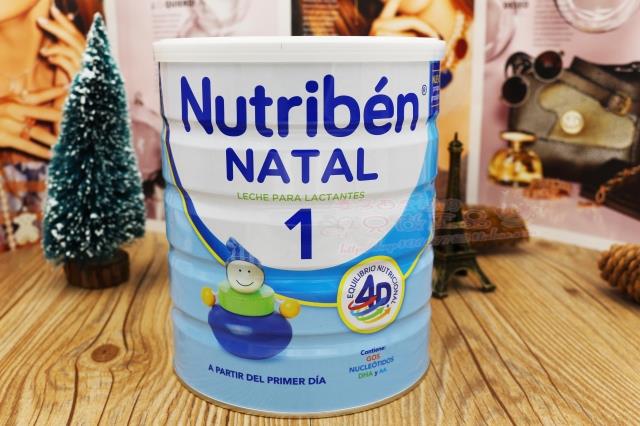 Nutribén®
NATAL
LECHE PARA LACTANTES
1
EQUILIBRIO NUTRICIONAL
4D
A PARTIR DEL PRIMER DÍA
Contiene:
GOS
NUCLEÓTIDOS
DHA y AA